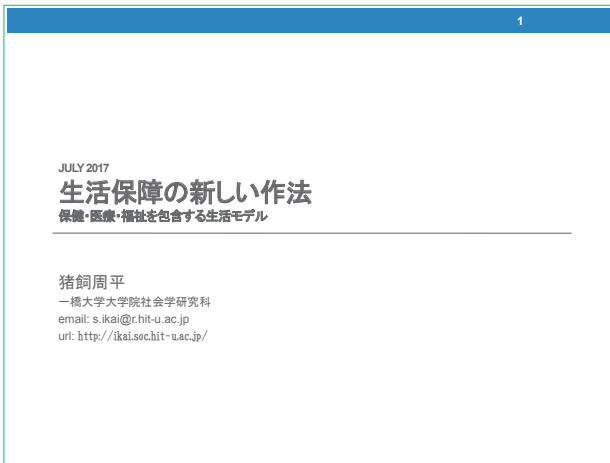 1
JULY 2017
生活保障の新しい作法
保健・医療・福祉を包含する生活モデル
猪飼周平
一橋大学大学院社会学研究科
email: s.ikai@r.hit-u.ac.jp
url: http://ikai.soc.hit-u.ac.jp/